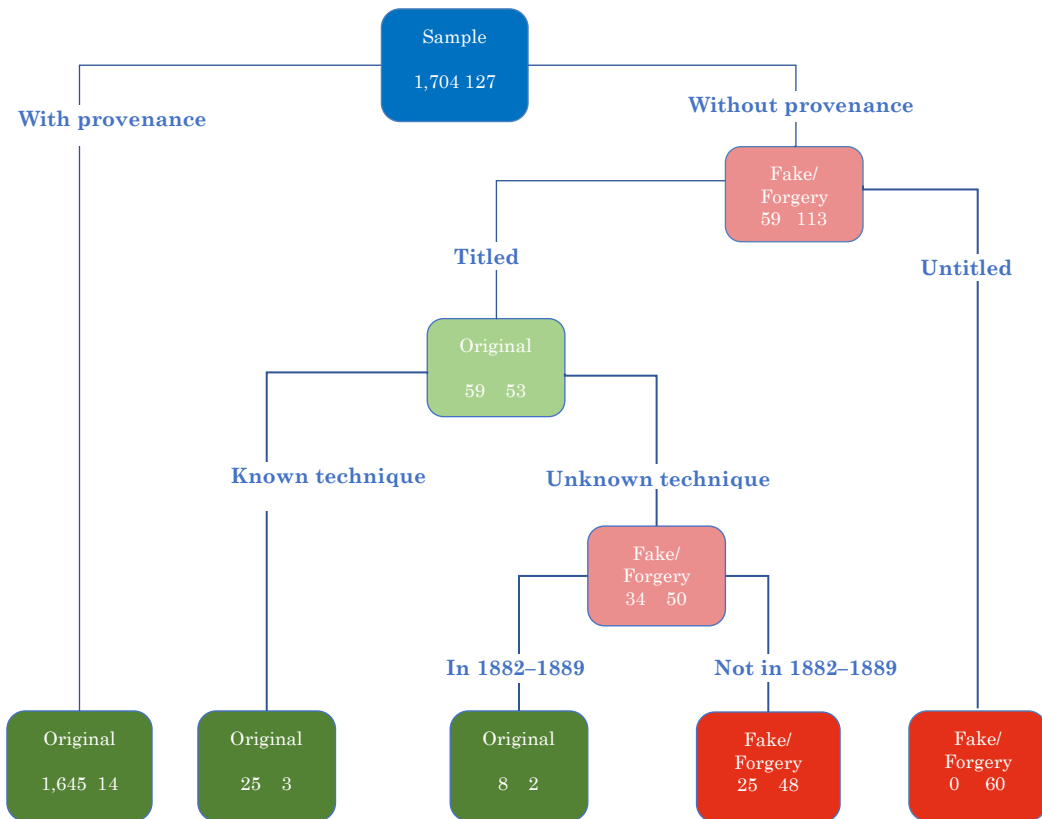 Sample
1,704 127
With provenance
Without provenance
Fake/
Forgery
59 113
Titled
Untitled
Original
59 53
Known technique
Unknown technique
Fake/
Forgery
34 50
In 1882–1889
Not in 1882–1889
Original
1,645 14
Original
25 3
Original
8 2
Fake/
Forgery
25 48
Fake/
Forgery
0 60